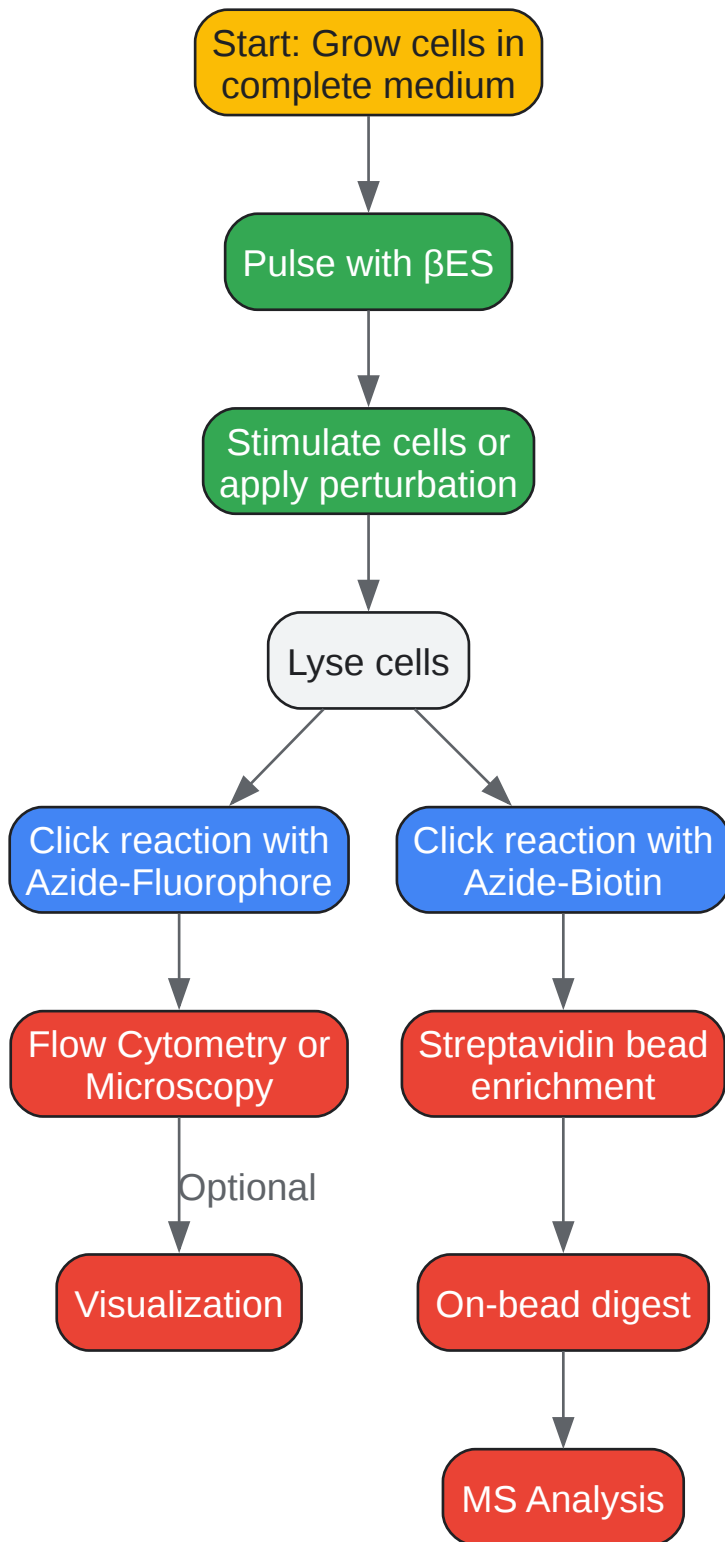 Start: Grow cells in
complete medium
Pulse with βES
Stimulate cells or
apply perturbation
Lyse cells
Click reaction with
Azide-Fluorophore
Click reaction with
Azide-Biotin
Flow Cytometry or
Microscopy
Streptavidin bead
enrichment
Optional
Visualization
On-bead digest
MS Analysis